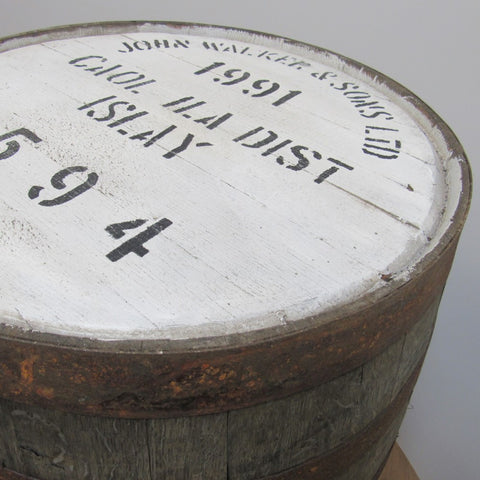 JOHN WALKER & SONS LTD
1991
CAOL ILA DIST
ISLAY
594